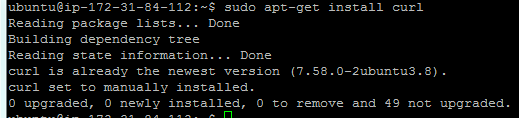 ubuntu@ip-172-31-84-112:~$ sudo apt-get install curl
Reading package lists... Done
Building dependency tree
Reading state information... Done
curl is already the newest version (7.58.0-2ubuntu3.8).
curl set to manually installed.
0 upgraded, 0 newly installed, 0 to remove and 49 not upgraded.
ubuntu@ip-172-31-84-112:~$